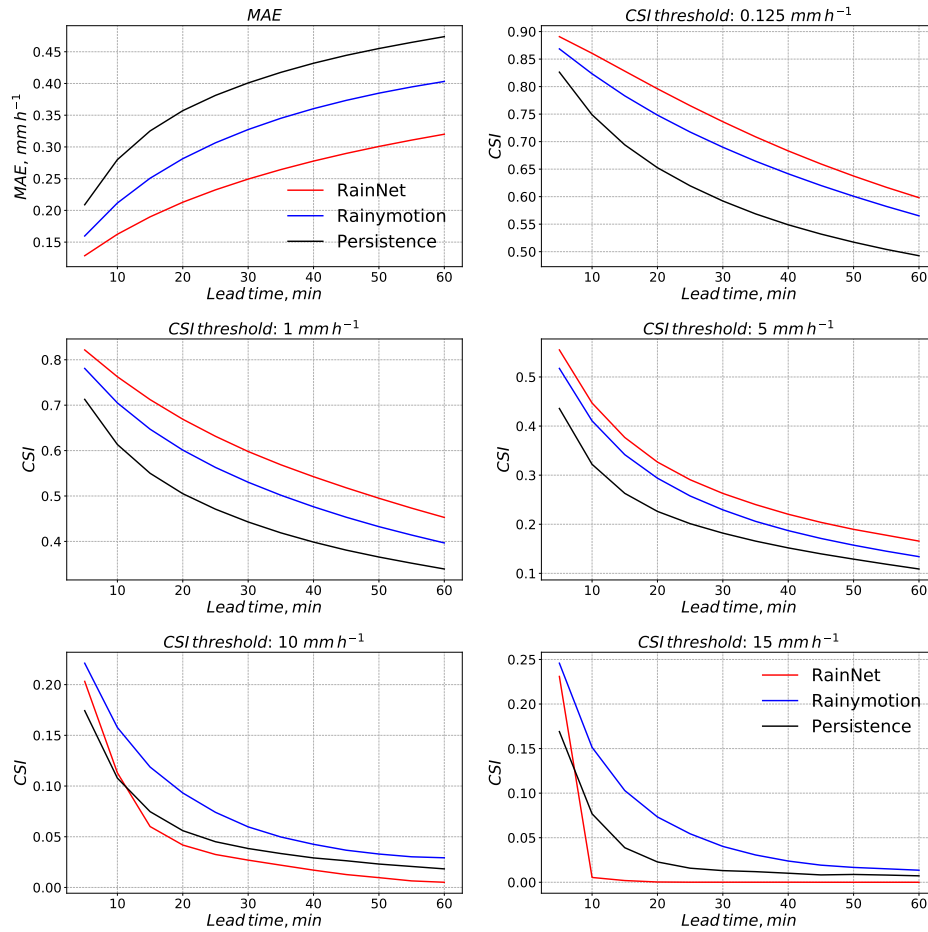 MAE
MAE, mm h⁻¹
0.45
0.40
0.35
0.30
0.25
0.20
0.15
RainNet
Rainymotion
Persistence
10 20 30 40 50 60
Lead time, min
CSI threshold: 0.125 mm h⁻¹
CSI
0.90
0.85
0.80
0.75
0.70
0.65
0.60
0.55
0.50
10 20 30 40 50 60
Lead time, min
CSI threshold: 1 mm h⁻¹
CSI
0.8
0.7
0.6
0.5
0.4
10 20 30 40 50 60
Lead time, min
CSI threshold: 5 mm h⁻¹
CSI
0.5
0.4
0.3
0.2
0.1
10 20 30 40 50 60
Lead time, min
CSI threshold: 10 mm h⁻¹
CSI
0.20
0.15
0.10
0.05
0.00
10 20 30 40 50 60
Lead time, min
CSI threshold: 15 mm h⁻¹
CSI
0.25
0.20
0.15
0.10
0.05
0.00
RainNet
Rainymotion
Persistence
10 20 30 40 50 60
Lead time, min